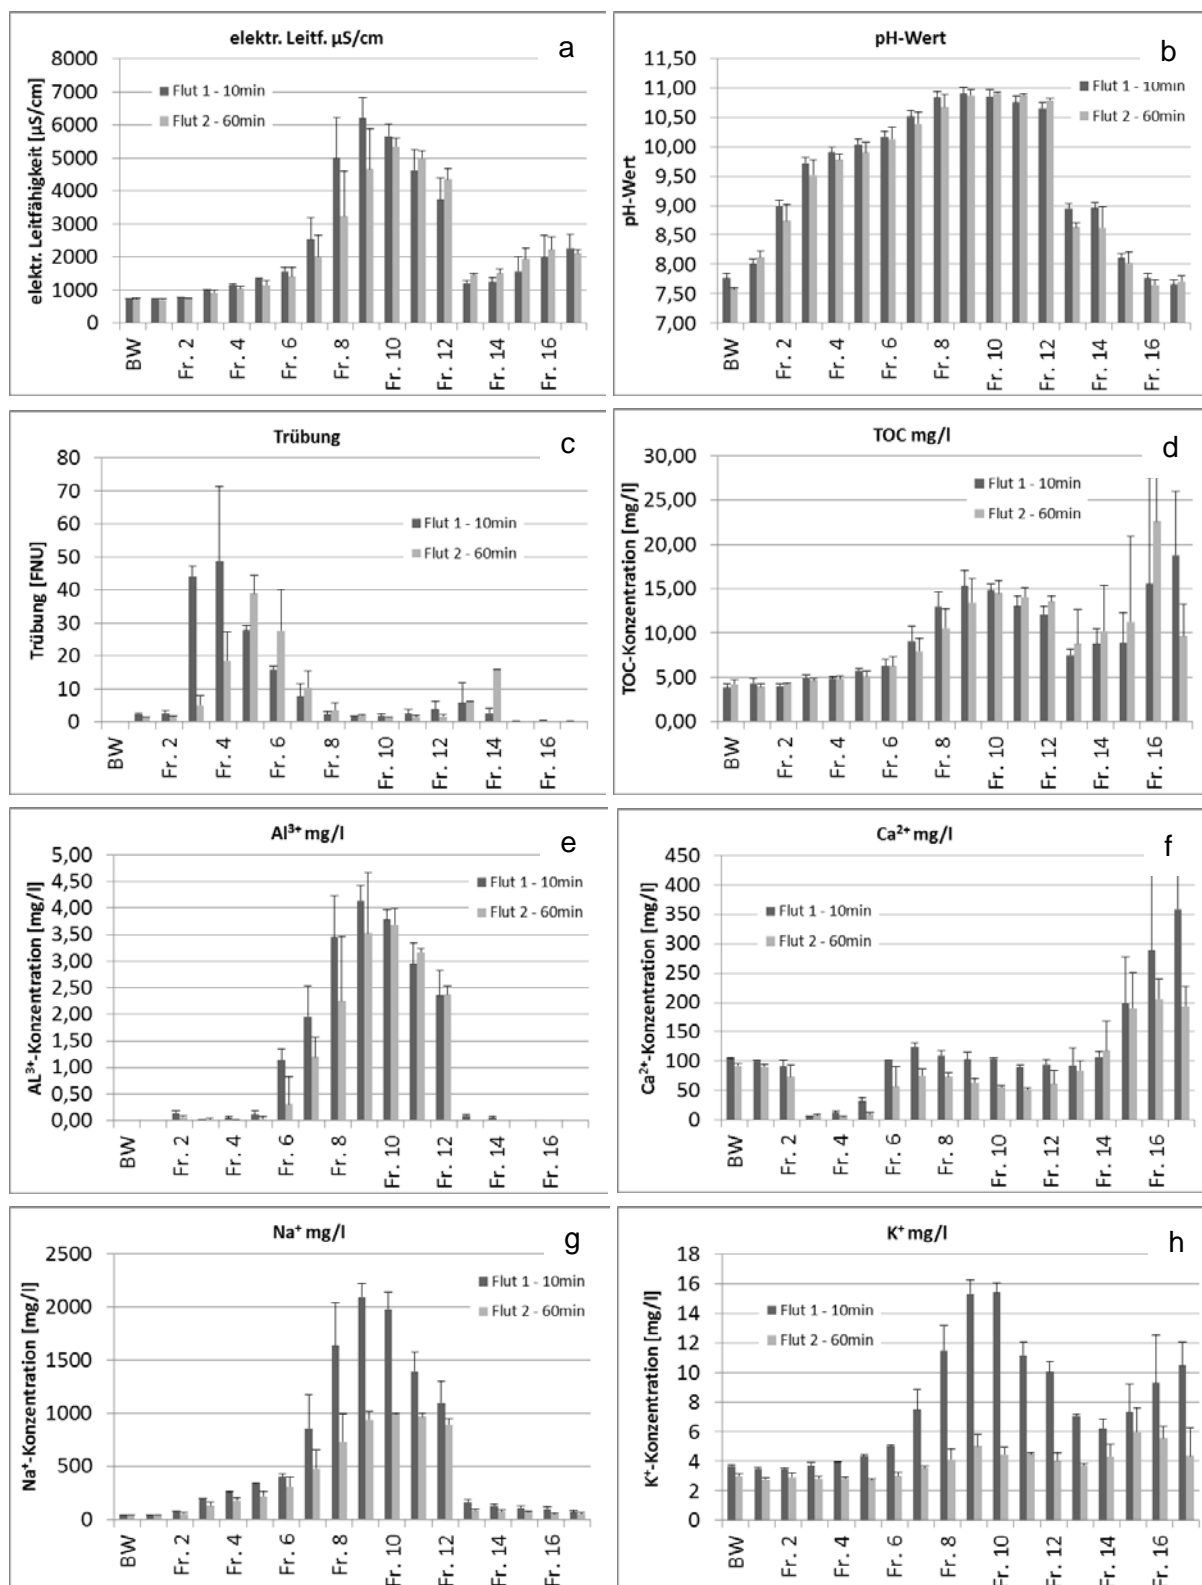 elektr. Leitf. µS/cm
a
8000
7000
6000
5000
4000
3000
2000
1000
0
elektr. Leitfähigkeit [µS/cm]
Flut 1 - 10min
Flut 2 - 60min
BW
Fr. 2
Fr. 4
Fr. 6
Fr. 8
Fr. 10
Fr. 12
Fr. 14
Fr. 16
pH-Wert
b
11,50
11,00
10,50
10,00
9,50
9,00
8,50
8,00
7,50
7,00
pH-Wert
Flut 1 - 10min
Flut 2 - 60min
BW
Fr. 2
Fr. 4
Fr. 6
Fr. 8
Fr. 10
Fr. 12
Fr. 14
Fr. 16
Trübung
c
80
70
60
50
40
30
20
10
0
Trübung [FNU]
Flut 1 - 10min
Flut 2 - 60min
BW
Fr. 2
Fr. 4
Fr. 6
Fr. 8
Fr. 10
Fr. 12
Fr. 14
Fr. 16
TOC mg/l
d
30,00
25,00
20,00
15,00
10,00
5,00
0,00
TOC-Konzentration [mg/l]
Flut 1 - 10min
Flut 2 - 60min
BW
Fr. 2
Fr. 4
Fr. 6
Fr. 8
Fr. 10
Fr. 12
Fr. 14
Fr. 16
Al³⁺ mg/l
e
5,00
4,50
4,00
3,50
3,00
2,50
2,00
1,50
1,00
0,50
0,00
AL³⁺-Konzentration [mg/l]
Flut 1 - 10min
Flut 2 - 60min
BW
Fr. 2
Fr. 4
Fr. 6
Fr. 8
Fr. 10
Fr. 12
Fr. 14
Fr. 16
Ca²⁺ mg/l
f
450
400
350
300
250
200
150
100
50
0
Ca²⁺-Konzentration [mg/l]
Flut 1 - 10min
Flut 2 - 60min
BW
Fr. 2
Fr. 4
Fr. 6
Fr. 8
Fr. 10
Fr. 12
Fr. 14
Fr. 16
Na⁺ mg/l
g
2500
2000
1500
1000
500
0
Na⁺-Konzentration [mg/l]
Flut 1 - 10min
Flut 2 - 60min
BW
Fr. 2
Fr. 4
Fr. 6
Fr. 8
Fr. 10
Fr. 12
Fr. 14
Fr. 16
K⁺ mg/l
h
18
16
14
12
10
8
6
4
2
0
K⁺-Konzentration [mg/l]
Flut 1 - 10min
Flut 2 - 60min
BW
Fr. 2
Fr. 4
Fr. 6
Fr. 8
Fr. 10
Fr. 12
Fr. 14
Fr. 16